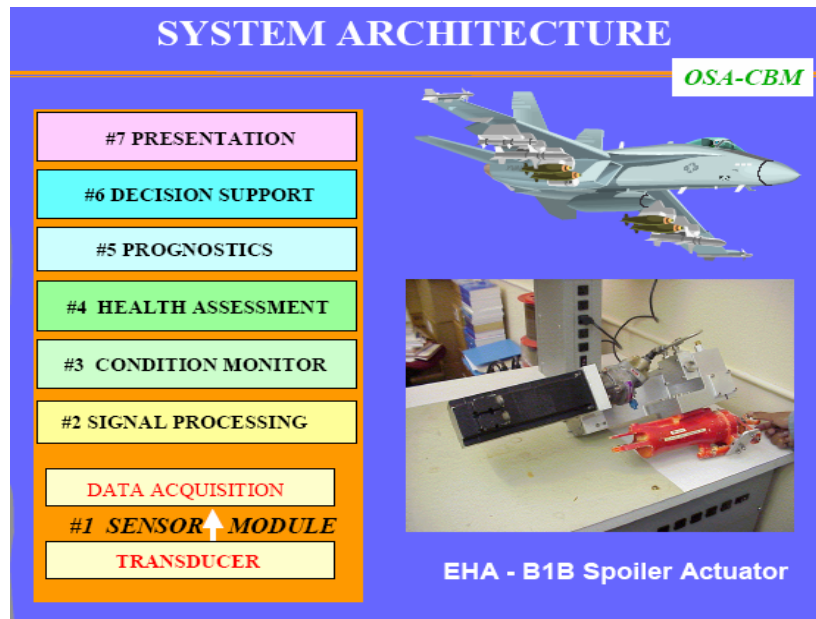 SYSTEM ARCHITECTURE
OSA-CBM
#7 PRESENTATION
#6 DECISION SUPPORT
#5 PROGNOSTICS
#4 HEALTH ASSESSMENT
#3 CONDITION MONITOR
#2 SIGNAL PROCESSING
DATA ACQUISITION
#1 SENSOR MODULE
TRANSDUCER
EHA - B1B Spoiler Actuator